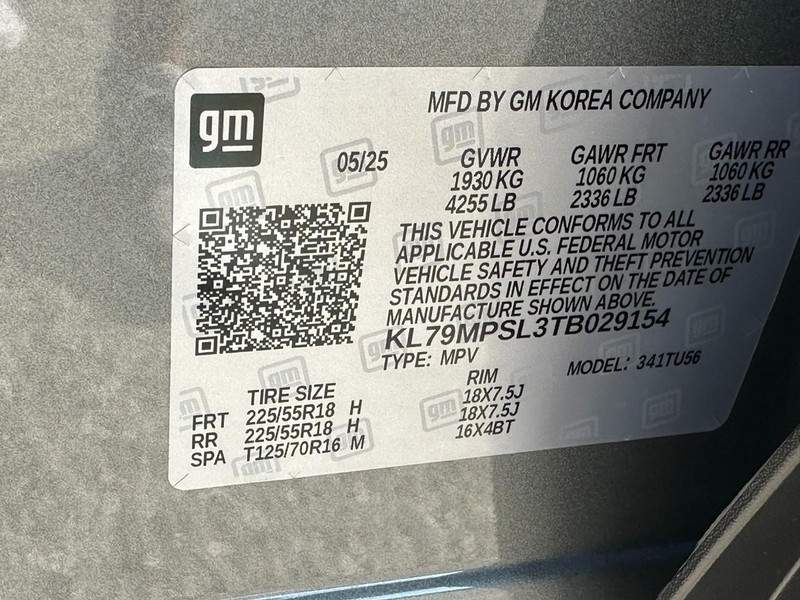 gm
MFD BY GM KOREA COMPANY
05/25 GVWR GAWR FRT GAWR RR
1930 KG 1060 KG 1060 KG
4255 LB 2336 LB 2336 LB
THIS VEHICLE CONFORMS TO ALL
APPLICABLE U.S. FEDERAL MOTOR
VEHICLE SAFETY AND THEFT PREVENTION
STANDARDS IN EFFECT ON THE DATE OF
MANUFACTURE SHOWN ABOVE.
KL79MPSL3TB029154
TYPE: MPV MODEL: 341TU56
TIRE SIZE RIM
FRT 225/55R18 H 18X7.5J
RR 225/55R18 H 18X7.5J
SPA T125/70R16 M 16X4BT